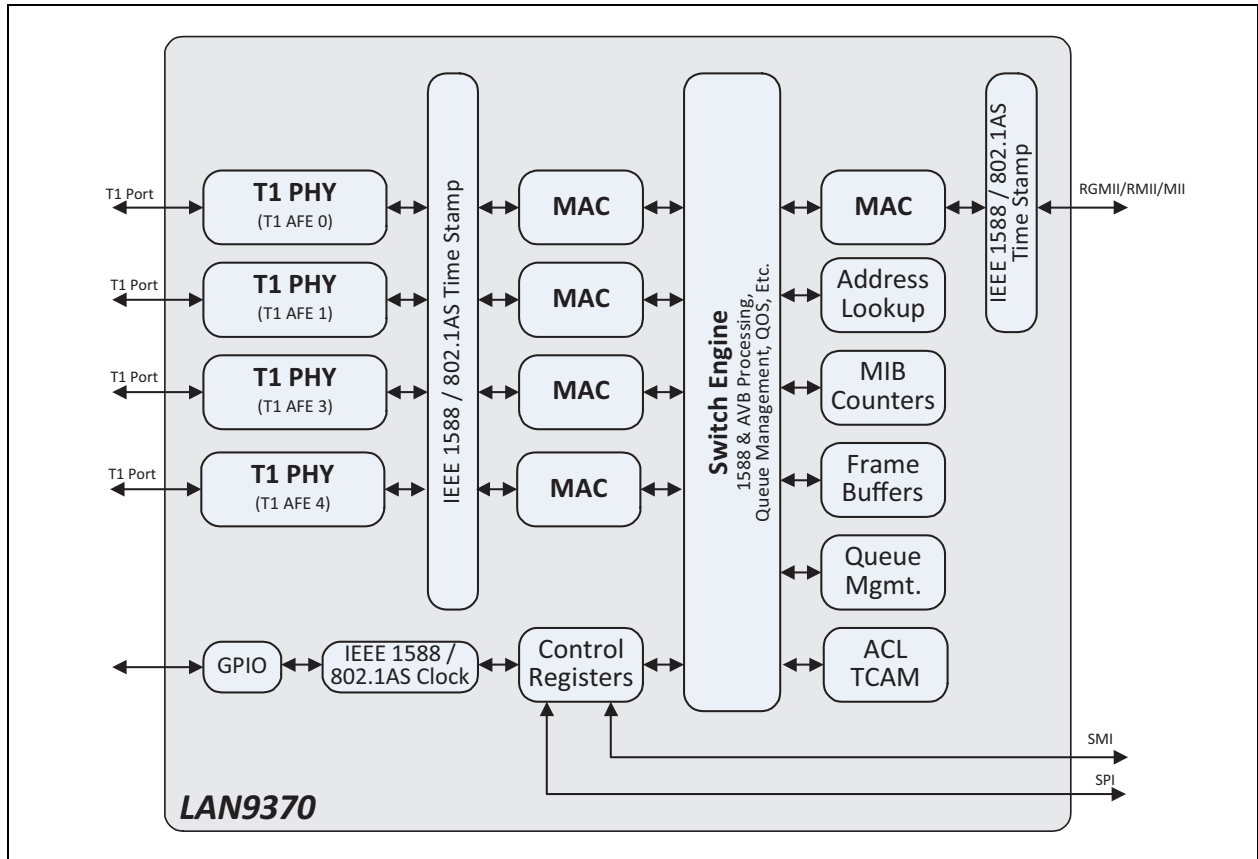 T1 Port
T1 PHY
(T1 AFE 0)
T1 Port
T1 PHY
(T1 AFE 1)
T1 Port
T1 PHY
(T1 AFE 3)
T1 Port
T1 PHY
(T1 AFE 4)
IEEE 1588 / 802.1AS Time Stamp
MAC
MAC
MAC
MAC
Switch Engine
1588 & AVB Processing,
Queue Management, QOS, Etc.
MAC
Address
Lookup
MIB
Counters
Frame
Buffers
Queue
Mgmt.
ACL
TCAM
IEEE 1588 / 802.1AS
Time Stamp
RGMII/RMII/MII
GPIO
IEEE 1588 /
802.1AS Clock
Control
Registers
SMI
SPI
LAN9370